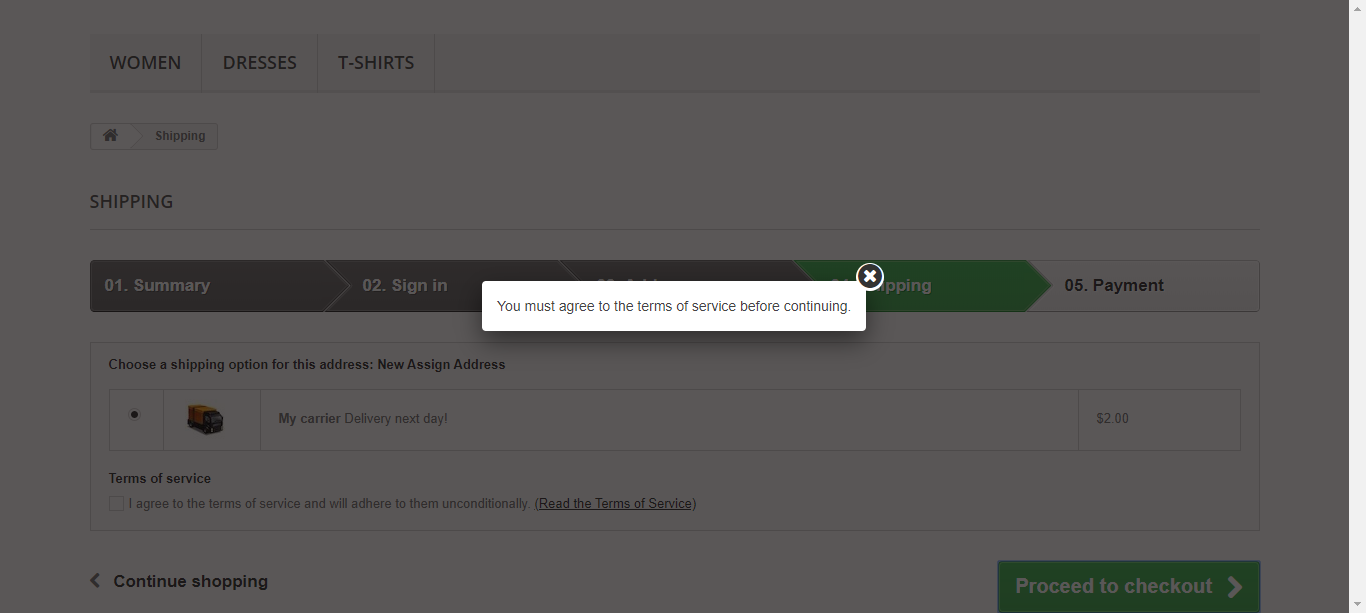 WOMEN
DRESSES
T-SHIRTS
Shipping
SHIPPING
01. Summary
02. Sign in
05. Payment
You must agree to the terms of service before continuing.
Choose a shipping option for this address: New Assign Address
My carrier Delivery next day!
$2.00
Terms of service
I agree to the terms of service and will adhere to them unconditionally. (Read the Terms of Service)
Continue shopping
Proceed to checkout